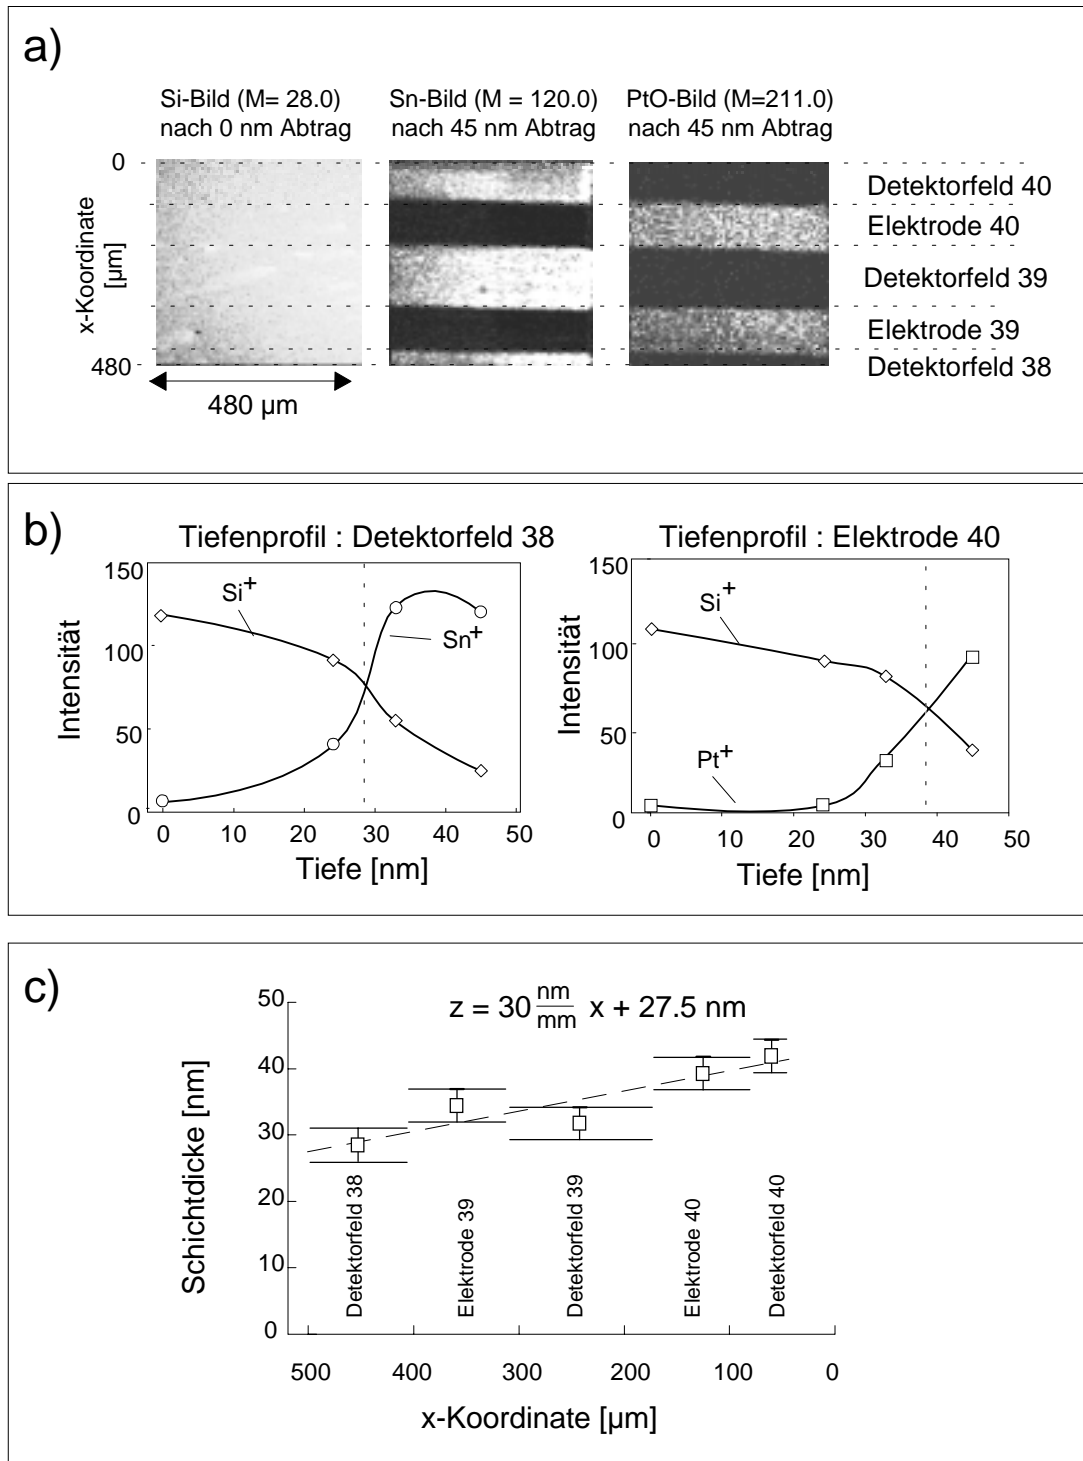 a)
Si-Bild (M= 28.0)
nach 0 nm Abtrag
Sn-Bild (M = 120.0)
nach 45 nm Abtrag
PtO-Bild (M=211.0)
nach 45 nm Abtrag
0
x-Koordinate
[µm]
480
480 µm
Detektorfeld 40
Elektrode 40
Detektorfeld 39
Elektrode 39
Detektorfeld 38
b)
Tiefenprofil : Detektorfeld 38
150
100
50
0
Intensität
Si+
Sn+
0 10 20 30 40 50
Tiefe [nm]
Tiefenprofil : Elektrode 40
150
100
50
0
Intensität
Si+
Pt+
0 10 20 30 40 50
Tiefe [nm]
c)
z = 30 nm/mm x + 27.5 nm
50
40
30
20
10
0
Schichtdicke [nm]
Detektorfeld 38
Elektrode 39
Detektorfeld 39
Elektrode 40
Detektorfeld 40
500 400 300 200 100 0
x-Koordinate [µm]